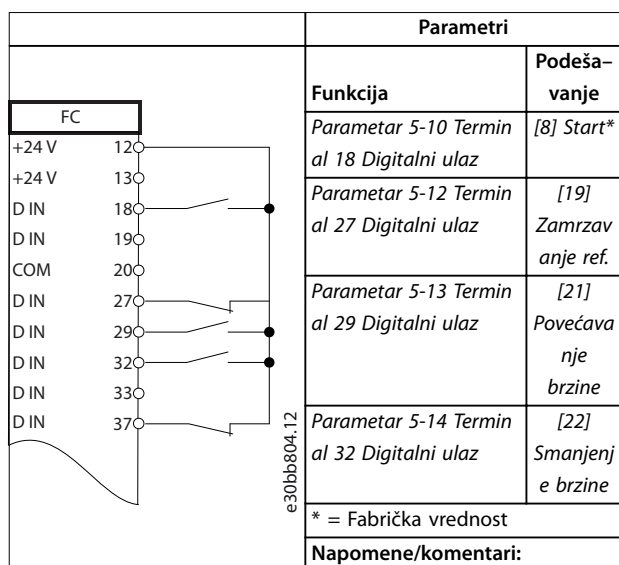 FC
+24 V 12
+24 V 13
D IN 18
D IN 19
COM 20
D IN 27
D IN 29
D IN 32
D IN 33
D IN 37
e30bb804.12
Parametri
Funkcija
Podeša–
vanje
Parametar 5-10 Termin
al 18 Digitalni ulaz
[8] Start*
Parametar 5-12 Termin
al 27 Digitalni ulaz
[19]
Zamrzav
anje ref.
Parametar 5-13 Termin
al 29 Digitalni ulaz
[21]
Povećava
nje
brzine
Parametar 5-14 Termin
al 32 Digitalni ulaz
[22]
Smanjenj
e brzine
* = Fabrička vrednost
Napomene/komentari: